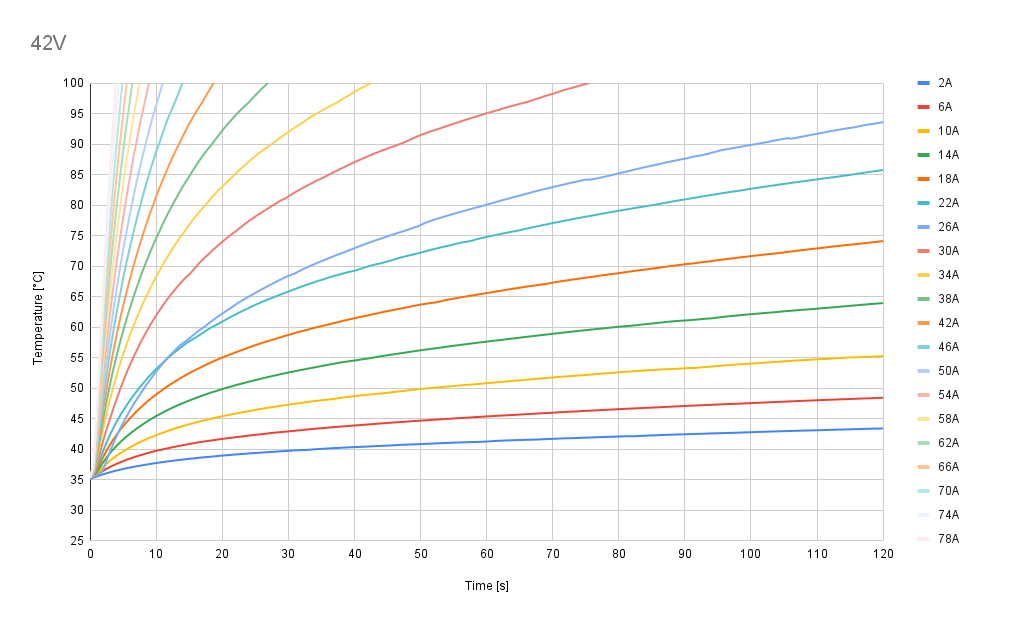 42V
100
95
90
85
80
75
70
65
60
55
50
45
40
35
30
25
Temperature [°C]
0 10 20 30 40 50 60 70 80 90 100 110 120
Time [s]
2A
6A
10A
14A
18A
22A
26A
30A
34A
38A
42A
46A
50A
54A
58A
62A
66A
70A
74A
78A